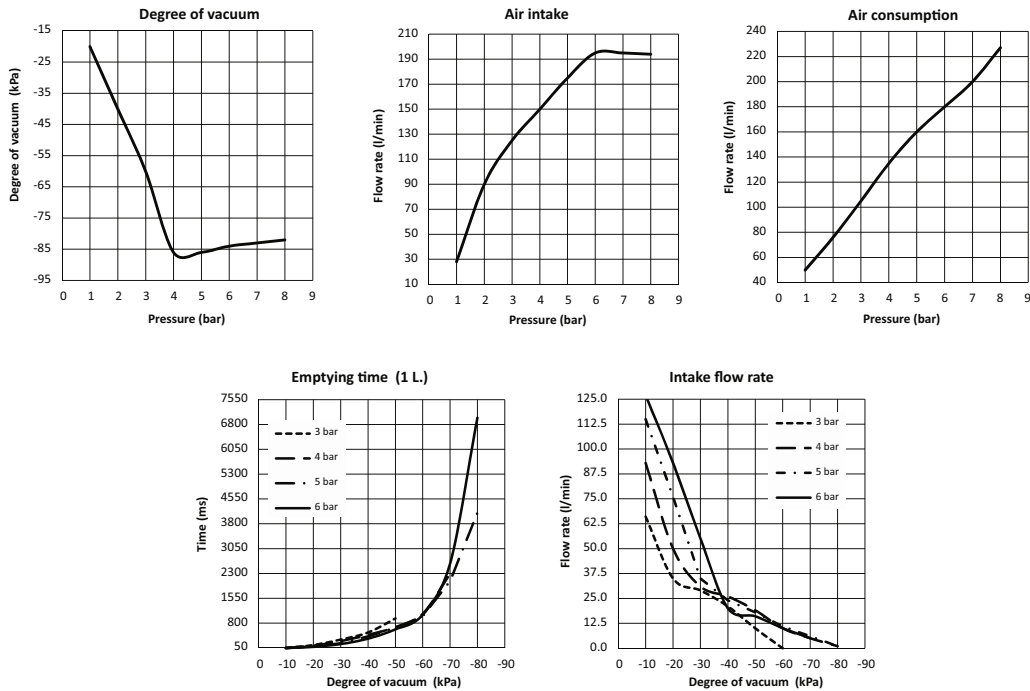 Degree of vacuum
-15
-25
-35
-45
-55
-65
-75
-85
-95
Degree of vacuum (kPa)
0 1 2 3 4 5 6 7 8 9
Pressure (bar)
Air intake
210
190
170
150
130
110
90
70
50
30
10
Flow rate (l/min)
0 1 2 3 4 5 6 7 8 9
Pressure (bar)
Air consumption
240
220
200
180
160
140
120
100
80
60
40
Flow rate (l/min)
0 1 2 3 4 5 6 7 8 9
Pressure (bar)
Emptying time (1 L.)
7550
6800
6050
5300
4550
3800
3050
2300
1550
800
50
Time (ms)
3 bar
4 bar
5 bar
6 bar
0 -10 -20 -30 -40 -50 -60 -70 -80 -90
Degree of vacuum (kPa)
Intake flow rate
125.0
112.5
100.0
87.5
75.0
62.5
50.0
37.5
25.0
12.5
0.0
Flow rate (l/min)
3 bar
4 bar
5 bar
6 bar
0 -10 -20 -30 -40 -50 -60 -70 -80 -90
Degree of vacuum (kPa)